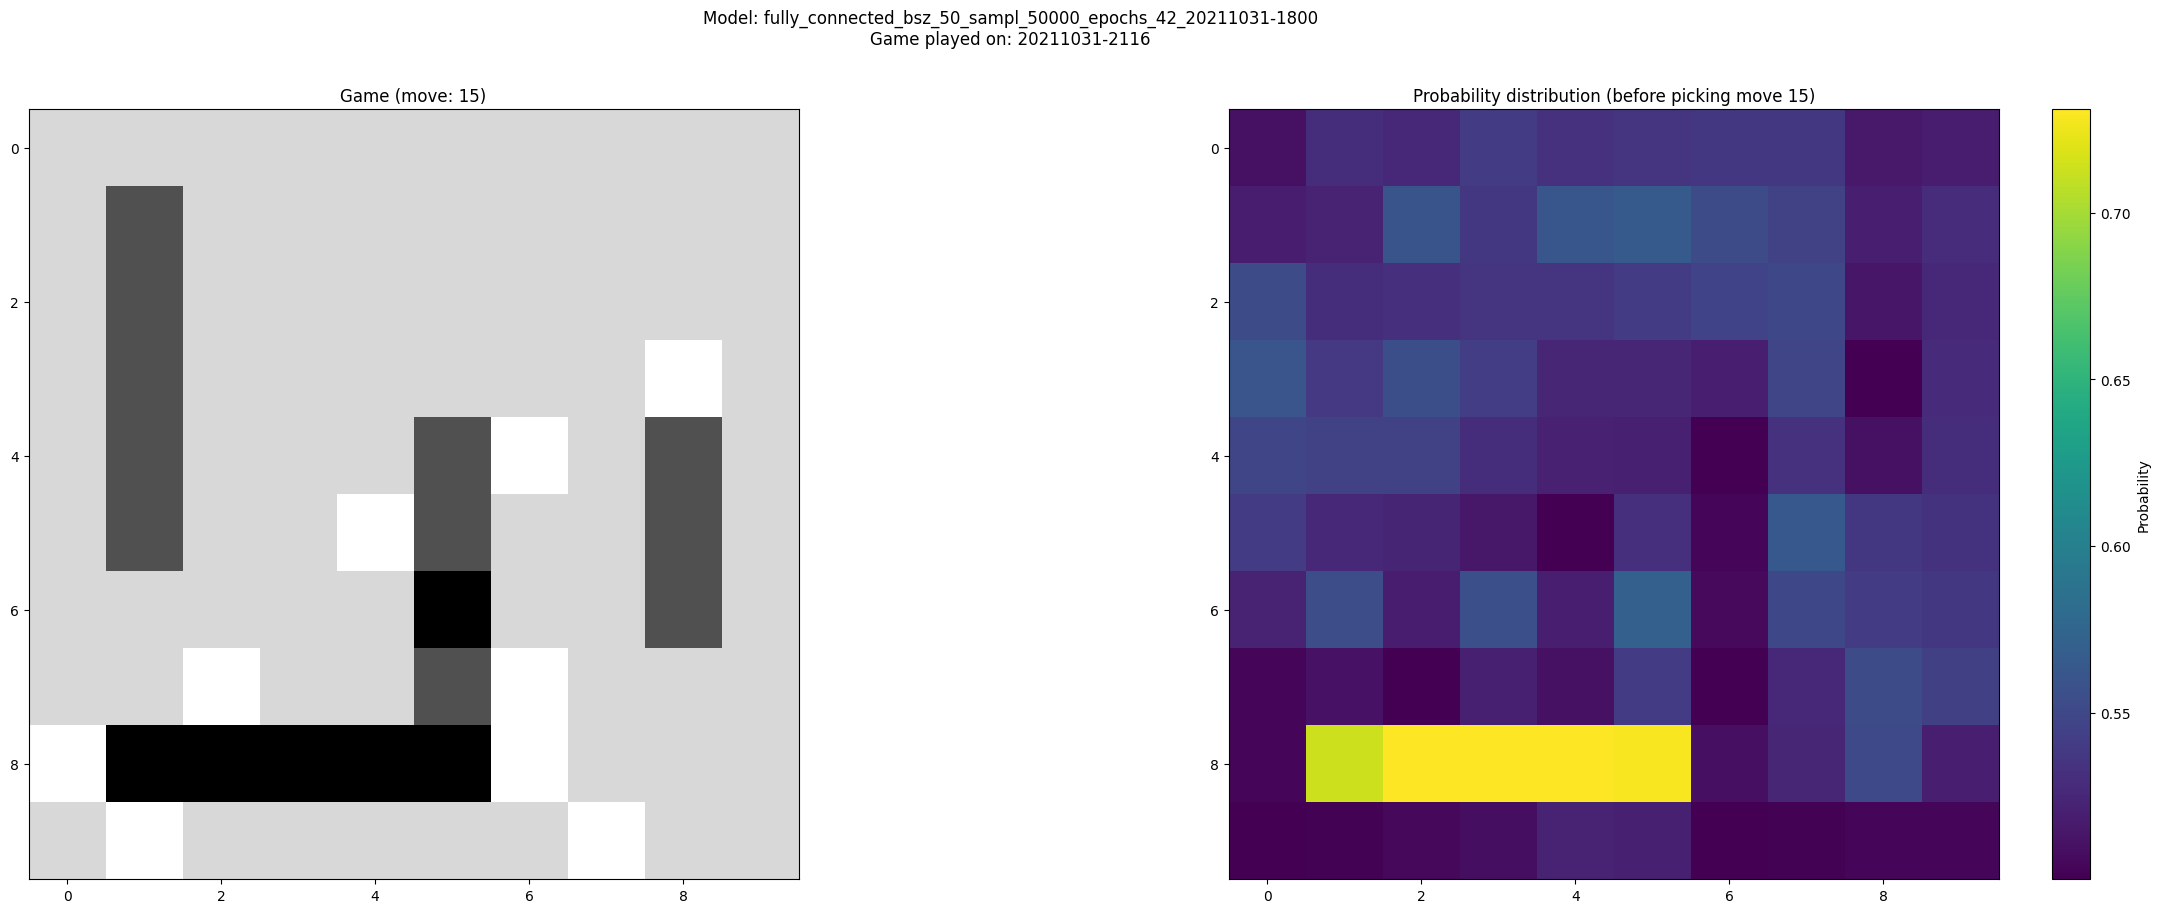 Model: fully_connected_bsz_50_sampl_50000_epochs_42_20211031-1800
Game played on: 20211031-2116
Game (move: 15)
0
2
4
6
8
0 2 4 6 8
Probability distribution (before picking move 15)
0
2
4
6
8
0 2 4 6 8
0.70
0.65
0.60
0.55
Probability